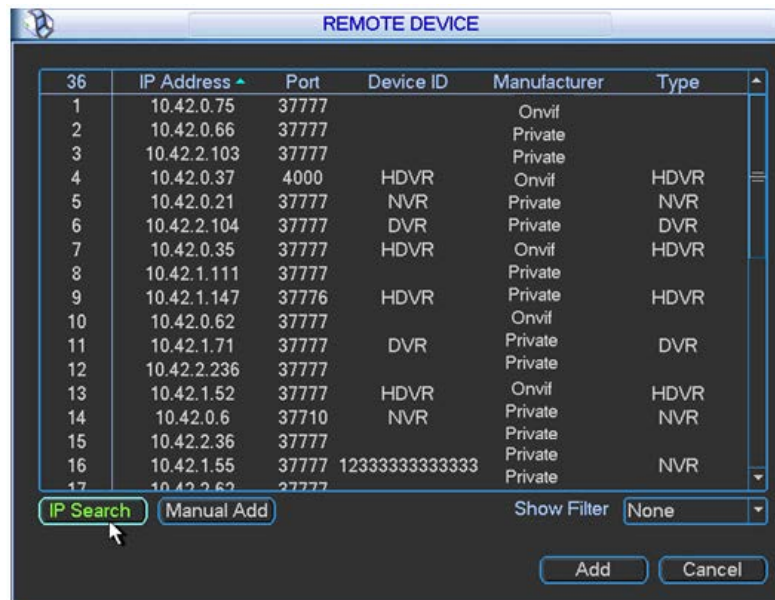 REMOTE DEVICE
36 IP Address Port Device ID Manufacturer Type
1 10.42.0.75 37777 Onvif
2 10.42.0.66 37777 Private
3 10.42.2.103 37777 Private
4 10.42.0.37 4000 HDVR Onvif HDVR
5 10.42.0.21 37777 NVR Private NVR
6 10.42.2.104 37777 DVR Private DVR
7 10.42.0.35 37777 HDVR Onvif HDVR
8 10.42.1.111 37777 Private
9 10.42.1.147 37776 HDVR Private HDVR
10 10.42.0.62 37777 Onvif
11 10.42.1.71 37777 DVR Private DVR
12 10.42.2.236 37777 Private
13 10.42.1.52 37777 HDVR Onvif HDVR
14 10.42.0.6 37710 NVR Private NVR
15 10.42.2.36 37777 Private
16 10.42.1.55 37777 12333333333333 Private NVR
17 10.42.2.62 37777 Private
IP Search Manual Add Show Filter None
Add Cancel